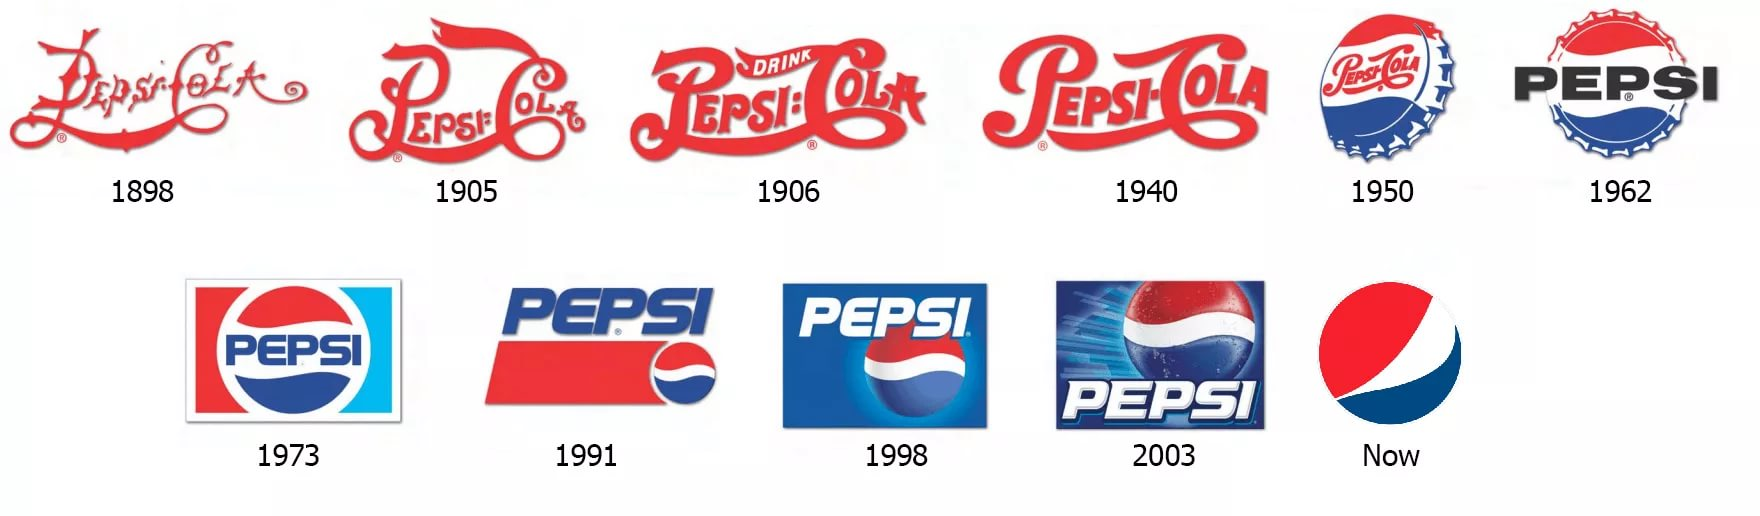 PEPSI-COLA ®
PEPSI:COLA ®
DRINK
PEPSI:COLA ®
PEPSI-COLA ®
PEPSI-COLA
PEPSI ®
1898 1905 1906 1940 1950 1962
PEPSI
PEPSI ®
PEPSI
PEPSI
1973 1991 1998 2003 Now